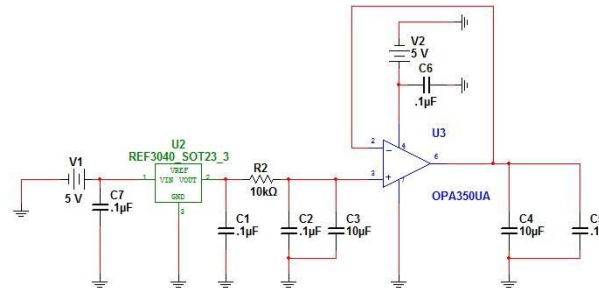 V2
5 V
C6
.1µF
U2
REF3040_SOT23_3
U3
V1
5 V
C7
.1µF
VREF
VIN VOUT
GND
1
2
3
R2
10kΩ
2
3
4
7
6
OPA350UA
C1
.1µF
C2
.1µF
C3
10µF
C4
10µF